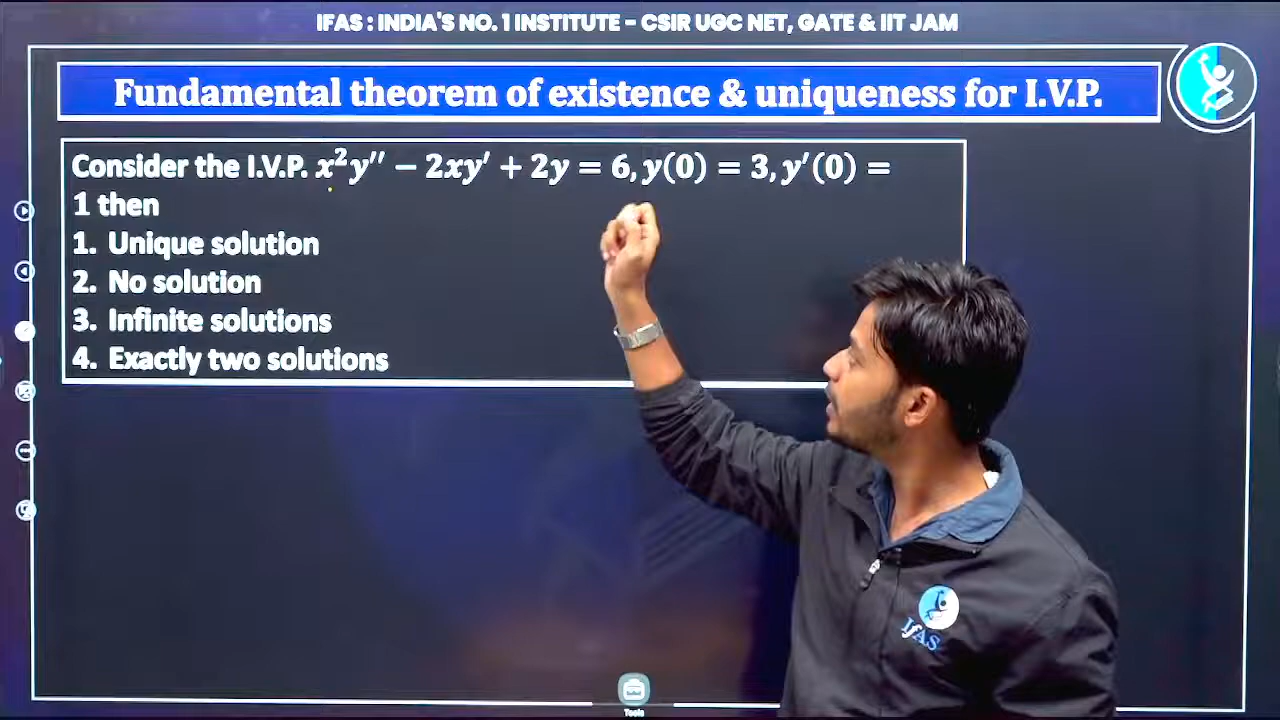 IFAS : INDIA'S NO. 1 INSTITUTE – CSIR UGC NET, GATE & IIT JAM
Fundamental theorem of existence & uniqueness for I.V.P.
Consider the I.V.P. x²y″ − 2xy′ + 2y = 6, y(0) = 3, y′(0) =
1 then
1. Unique solution
2. No solution
3. Infinite solutions
4. Exactly two solutions
IfAS
Tools